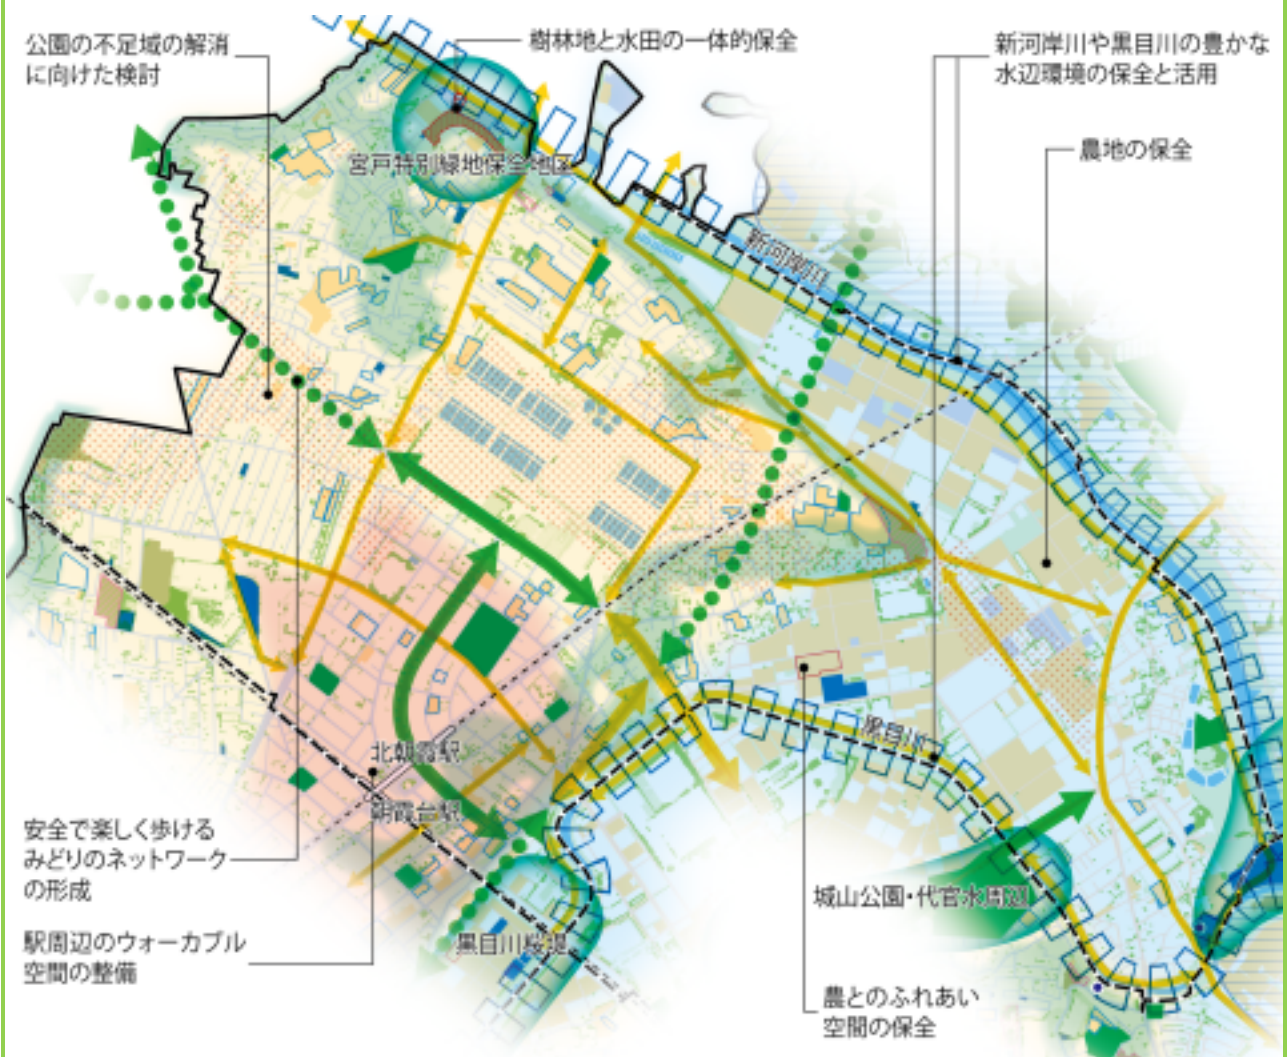 公園の不足域の解消
に向けた検討
樹林地と水田の一体的保全
新河岸川や黒目川の豊かな
水辺環境の保全と活用
農地の保全
宮戸特別緑地保全地区
新河岸川
黒目川
北朝霞駅
朝霞台駅
安全で楽しく歩ける
みどりのネットワーク
の形成
駅周辺のウォーカブル
空間の整備
黒目川桜堤
城山公園・代官水周辺
農とのふれあい
空間の保全